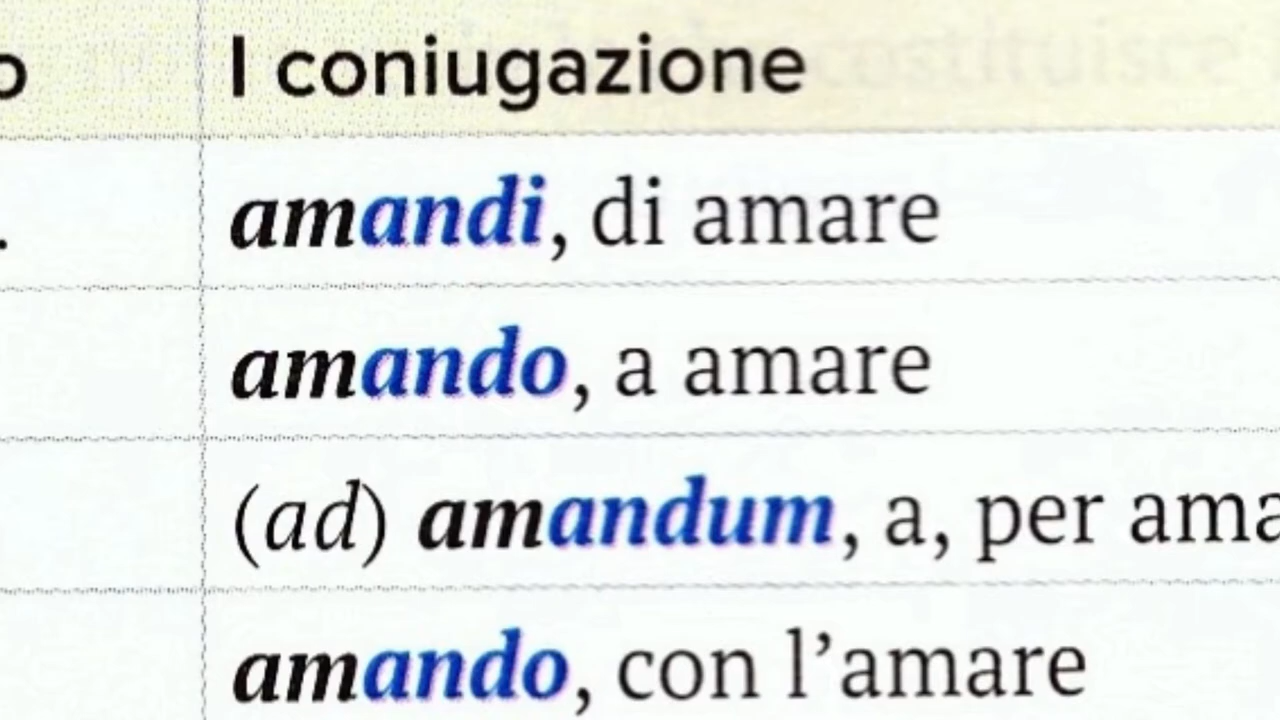 o I coniugazione
. amandi, di amare
amando, a amare
(ad) amandum, a, per ama
amando, con l’amare